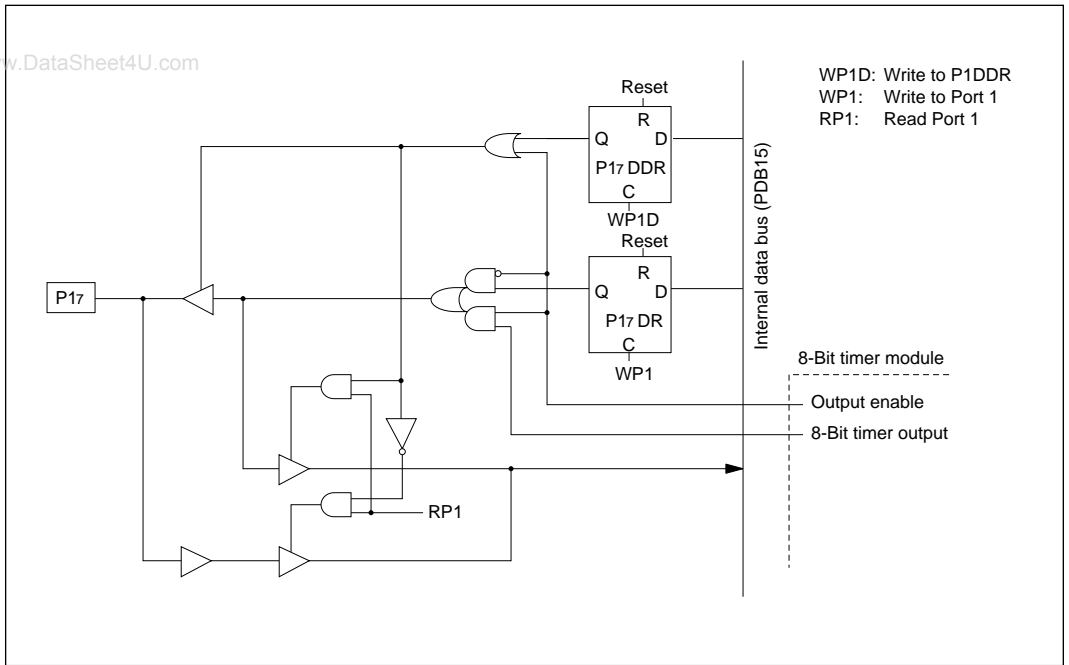 w.DataSheet4U.com
WP1D: Write to P1DDR
WP1: Write to Port 1
RP1: Read Port 1
Reset
R
Q D
P17 DDR
C
WP1D
Reset
R
Q D
P17 DR
C
WP1
P17
Internal data bus (PDB15)
8-Bit timer module
Output enable
8-Bit timer output
RP1